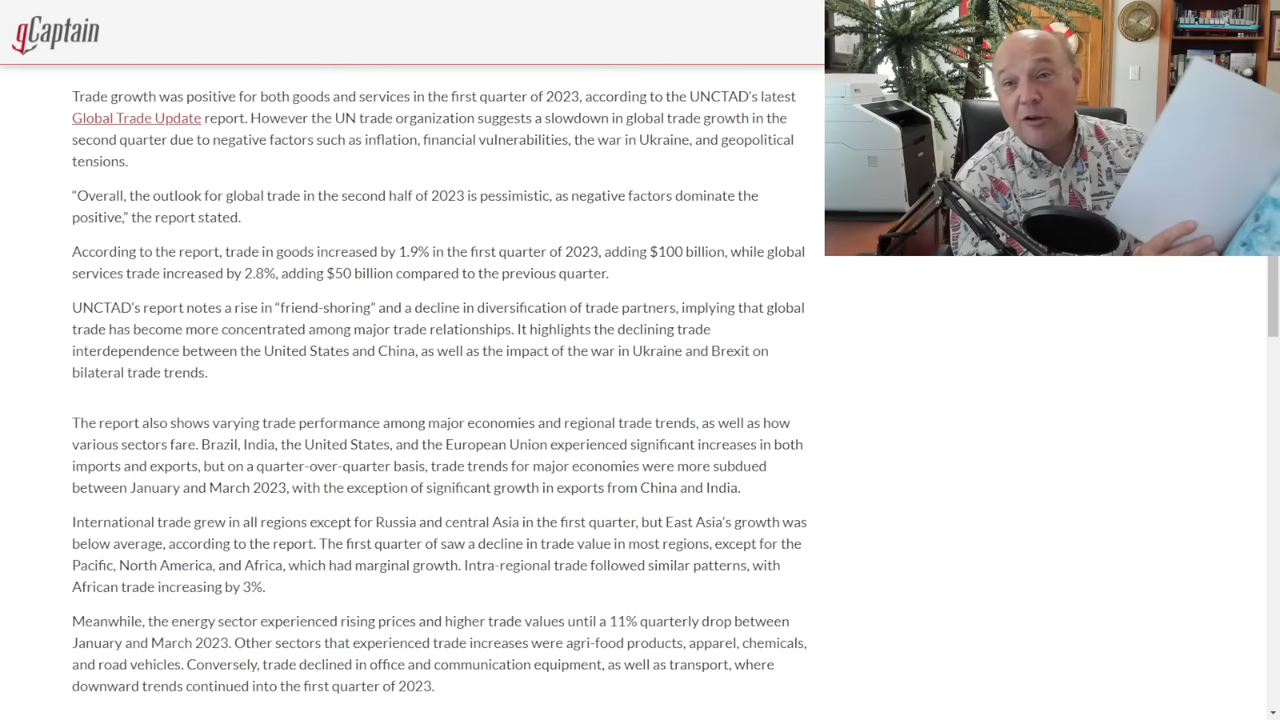 gCaptain
Trade growth was positive for both goods and services in the first quarter of 2023, according to the UNCTAD’s latest
Global Trade Update report. However the UN trade organization suggests a slowdown in global trade growth in the
second quarter due to negative factors such as inflation, financial vulnerabilities, the war in Ukraine, and geopolitical
tensions.
“Overall, the outlook for global trade in the second half of 2023 is pessimistic, as negative factors dominate the
positive,” the report stated.
According to the report, trade in goods increased by 1.9% in the first quarter of 2023, adding $100 billion, while global
services trade increased by 2.8%, adding $50 billion compared to the previous quarter.
UNCTAD’s report notes a rise in “friend-shoring” and a decline in diversification of trade partners, implying that global
trade has become more concentrated among major trade relationships. It highlights the declining trade
interdependence between the United States and China, as well as the impact of the war in Ukraine and Brexit on
bilateral trade trends.
The report also shows varying trade performance among major economies and regional trade trends, as well as how
various sectors fare. Brazil, India, the United States, and the European Union experienced significant increases in both
imports and exports, but on a quarter-over-quarter basis, trade trends for major economies were more subdued
between January and March 2023, with the exception of significant growth in exports from China and India.
International trade grew in all regions except for Russia and central Asia in the first quarter, but East Asia’s growth was
below average, according to the report. The first quarter of saw a decline in trade value in most regions, except for the
Pacific, North America, and Africa, which had marginal growth. Intra-regional trade followed similar patterns, with
African trade increasing by 3%.
Meanwhile, the energy sector experienced rising prices and higher trade values until a 11% quarterly drop between
January and March 2023. Other sectors that experienced trade increases were agri-food products, apparel, chemicals,
and road vehicles. Conversely, trade declined in office and communication equipment, as well as transport, where
downward trends continued into the first quarter of 2023.